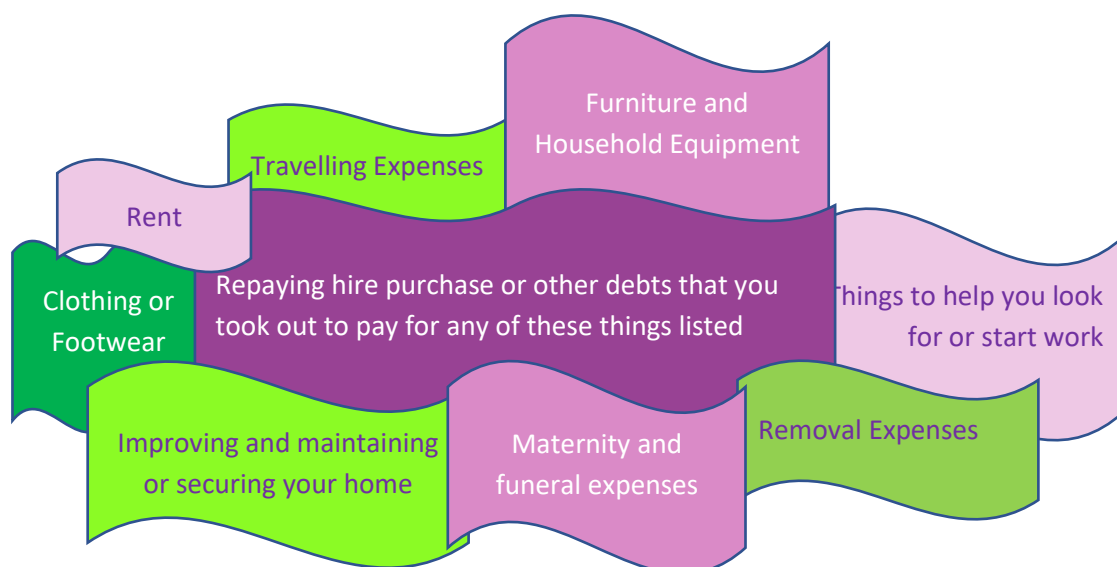 Furniture and
Household Equipment
Travelling Expenses
Rent
Repaying hire purchase or other debts that you
took out to pay for any of these things listed
Clothing or
Footwear
Things to help you look
for or start work
Improving and maintaining
or securing your home
Maternity and
funeral expenses
Removal Expenses